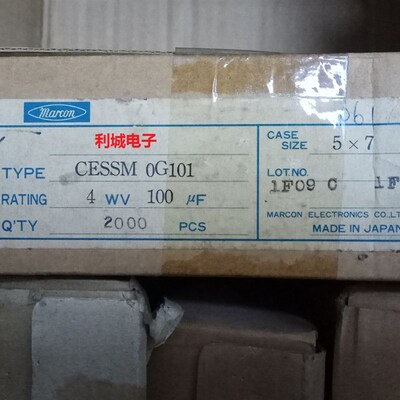 marcon
利城电子
TYPE CESSM 0G101
RATING 4 WV 100 μF
Q'TY 2000 PCS
CASE SIZE 5 × 7
LOT.NO.
1F09 C 1F
MARCON ELECTRONICS CO.,LT
MADE IN JAPAN